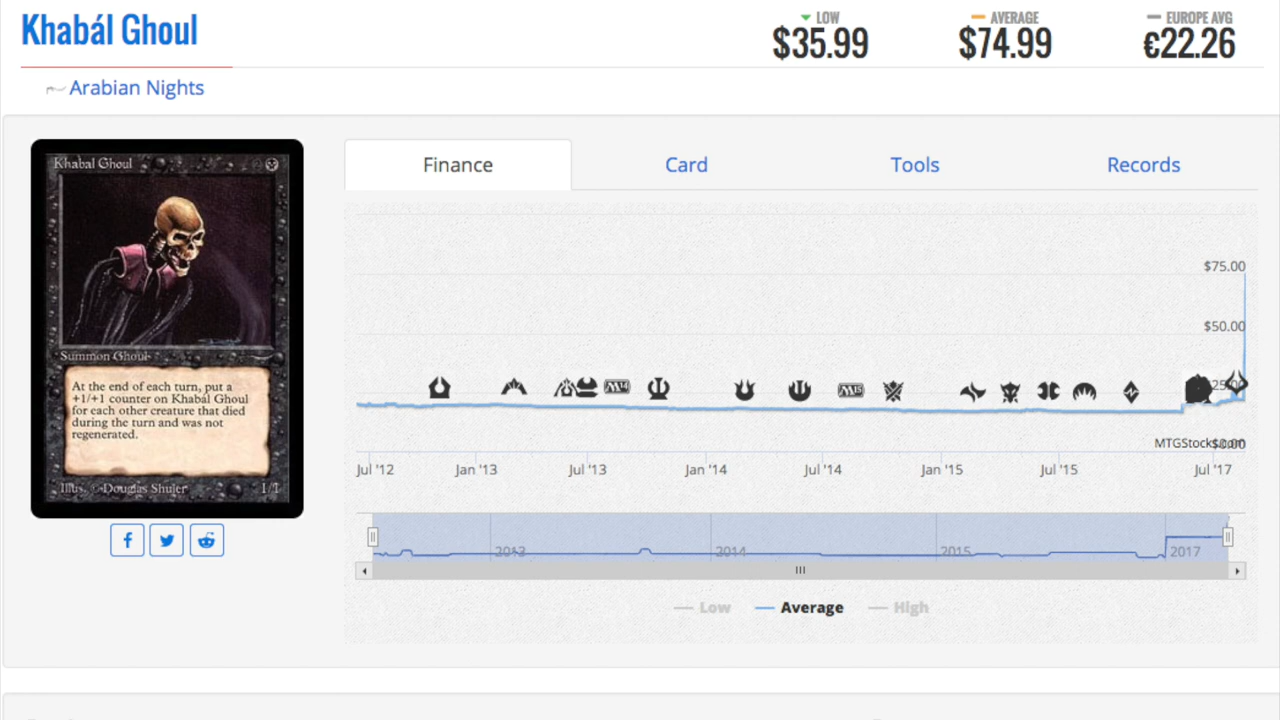 Khabál Ghoul
LOW
$35.99
AVERAGE
$74.99
EUROPE AVG
€22.26
Arabian Nights
Khabal Ghoul
Summon Ghoul
At the end of each turn, put a
+1/+1 counter on Khabál Ghoul
for each other creature that died
during the turn and was not
regenerated.
Illus. © Douglas Shuler
1/1
Finance
Card
Tools
Records
$75.00
$50.00
M14
M15
MTGStocks.com
Jul '12
Jan '13
Jul '13
Jan '14
Jul '14
Jan '15
Jul '15
Jul '17
2013
2014
2015
2017
Low
Average
High